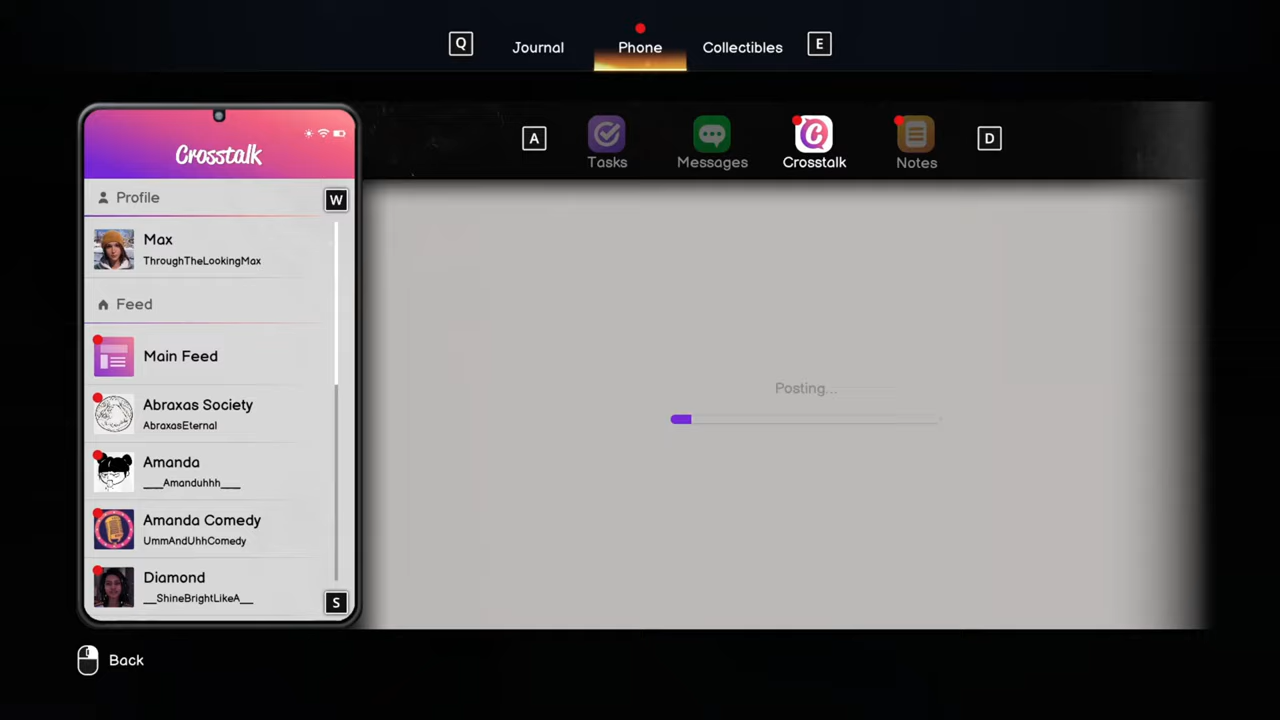 Q Journal Phone Collectibles E
Crosstalk
A Tasks Messages Crosstalk Notes D
Profile W
Max
ThroughTheLookingMax
Feed
Main Feed
Abraxas Society
AbraxasEternal
Amanda
___Amanduhhh___
Amanda Comedy
UmmAndUhhComedy
Diamond
__ShineBrightLikeA__
S
Posting...
Back